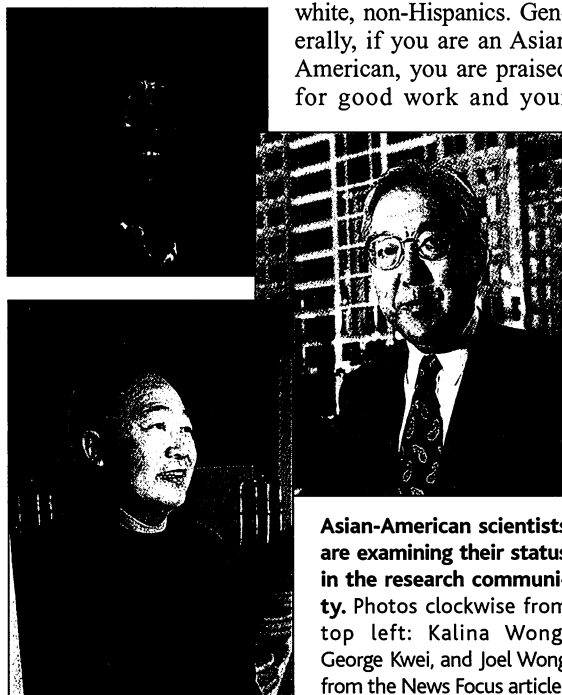 white, non-Hispanics. Gen-
erally, if you are an Asian
American, you are praised
for good work and your
Asian-American scientists
are examining their status
in the research communi-
ty. Photos clockwise from
top left: Kalina Wong,
George Kwei, and Joel Wong
from the News Focus article